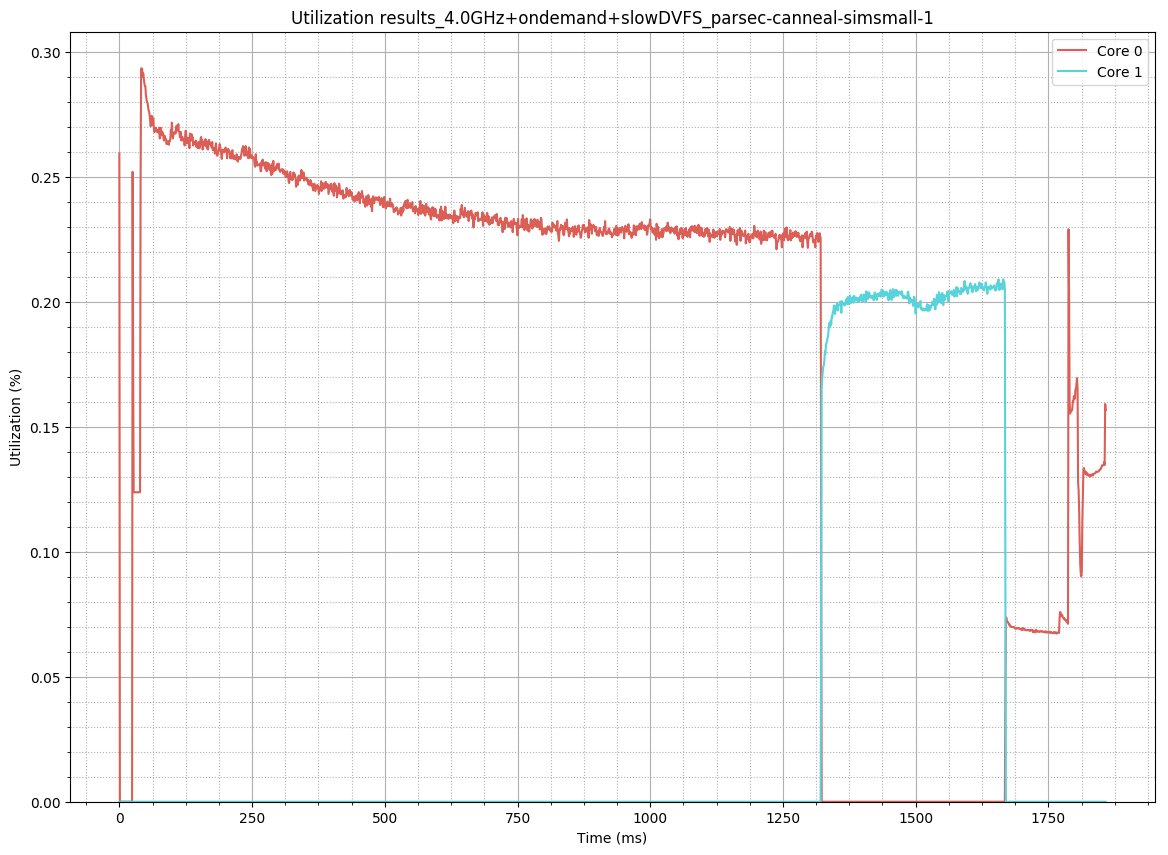 Utilization results_4.0GHz+ondemand+slowDVFS_parsec-canneal-simsmall-1
Core 0
Core 1
Utilization (%)
0.30
0.25
0.20
0.15
0.10
0.05
0.00
0 250 500 750 1000 1250 1500 1750
Time (ms)